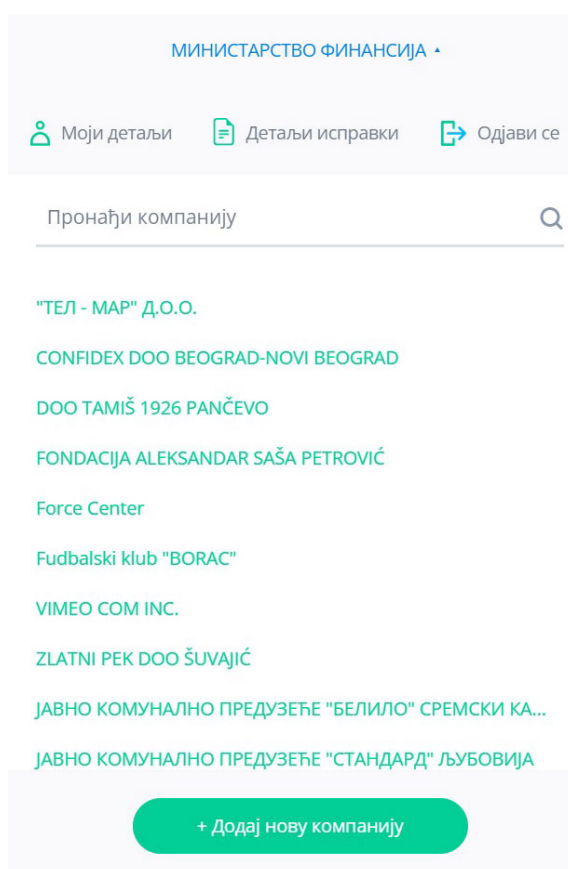 МИНИСТАРСТВО ФИНАНСИЈА
Моји детаљи Детаљи исправки Одјави се
Пронађи компанију
"ТЕЛ - МАР" Д.О.О.
CONFIDEX DOO BEOGRAD-NOVI BEOGRAD
DOO TAMIŠ 1926 PANČEVO
FONDACIJA ALEKSANDAR SAŠA PETROVIĆ
Force Center
Fudbalski klub "BORAC"
VIMEO COM INC.
ZLATNI PEK DOO ŠUVAJIĆ
ЈАВНО КОМУНАЛНО ПРЕДУЗЕЋЕ "БЕЛИЛО" СРЕМСКИ КА...
ЈАВНО КОМУНАЛНО ПРЕДУЗЕЋЕ "СТАНДАРД" ЉУБОВИЈА
+ Додај нову компанију